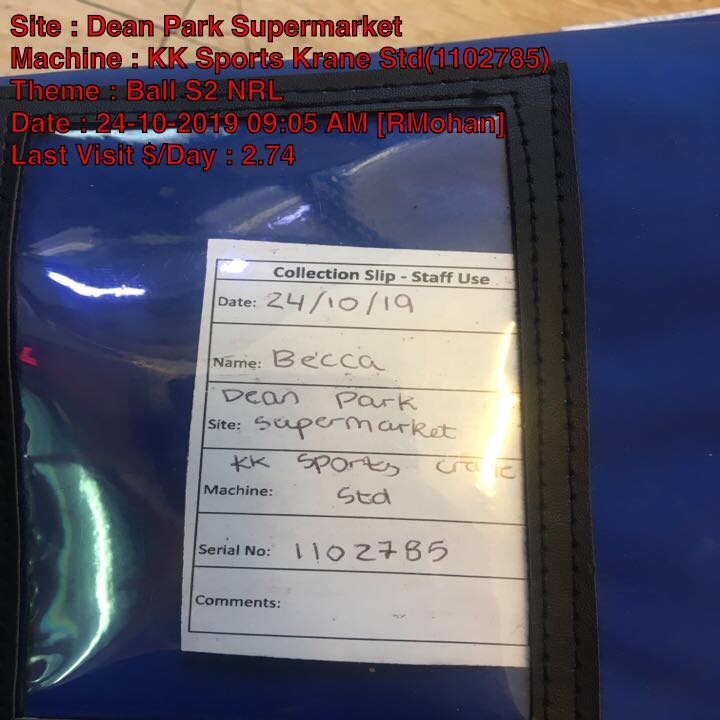 Site : Dean Park Supermarket
Machine : KK Sports Krane Std(1102785)
Theme : Ball S2 NRL
Date : 24-10-2019 09:05 AM [RMohan]
Last Visit $/Day : 2.74
Collection Slip - Staff Use
Date: 24/10/19
Name: Becca
Dean Park
Site: Supermarket
KK Sports crane
Machine: Std
Serial No: 1102785
Comments: